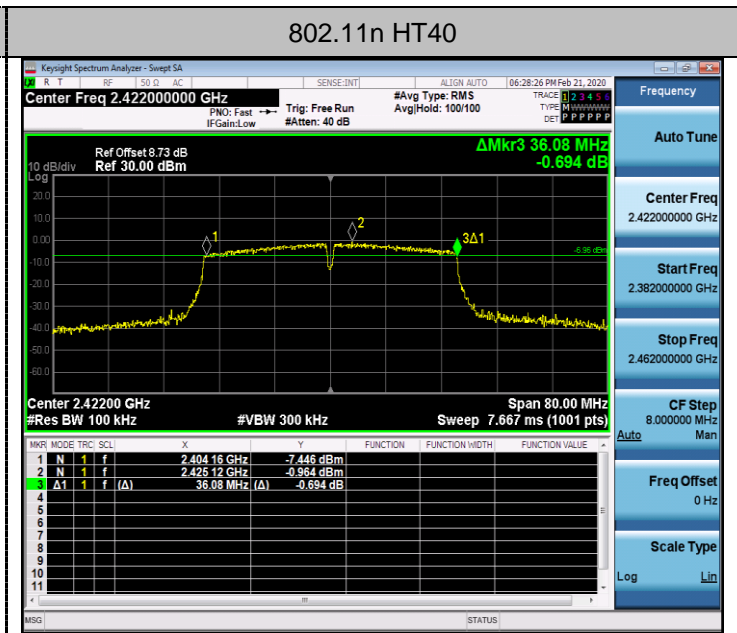 802.11n HT40
Keysight Spectrum Analyzer - Swept SA
R T RF 50 Ω AC SENSE:INT ALIGN AUTO 06:28:26 PM Feb 21, 2020
Center Freq 2.422000000 GHz
PNO: Fast
IFGain:Low
Trig: Free Run
#Atten: 40 dB
#Avg Type: RMS
Avg|Hold: 100/100
TRACE 1 2 3 4 5 6
TYPE M WWWWW
DET P P P P P P
Frequency
Auto Tune
Center Freq
2.422000000 GHz
Start Freq
2.382000000 GHz
Stop Freq
2.462000000 GHz
CF Step
8.000000 MHz
Auto Man
Freq Offset
0 Hz
Scale Type
Log Lin
ΔMkr3 36.08 MHz
-0.694 dB
Ref Offset 8.73 dB
10 dB/div Ref 30.00 dBm
Log
20.0
10.0
0.00
-10.0
-20.0
-30.0
-40.0
-50.0
-60.0
1
2
3Δ1
Center 2.42200 GHz Span 80.00 MHz
#Res BW 100 kHz #VBW 300 kHz Sweep 7.667 ms (1001 pts)
MKR MODE TRC SCL X Y FUNCTION FUNCTION WIDTH FUNCTION VALUE
1 N 1 f 2.404 16 GHz -7.446 dBm
2 N 1 f 2.425 12 GHz -0.964 dBm
3 Δ1 1 f (Δ) 36.08 MHz (Δ) -0.694 dB
4
5
6
7
8
9
10
11
MSG STATUS